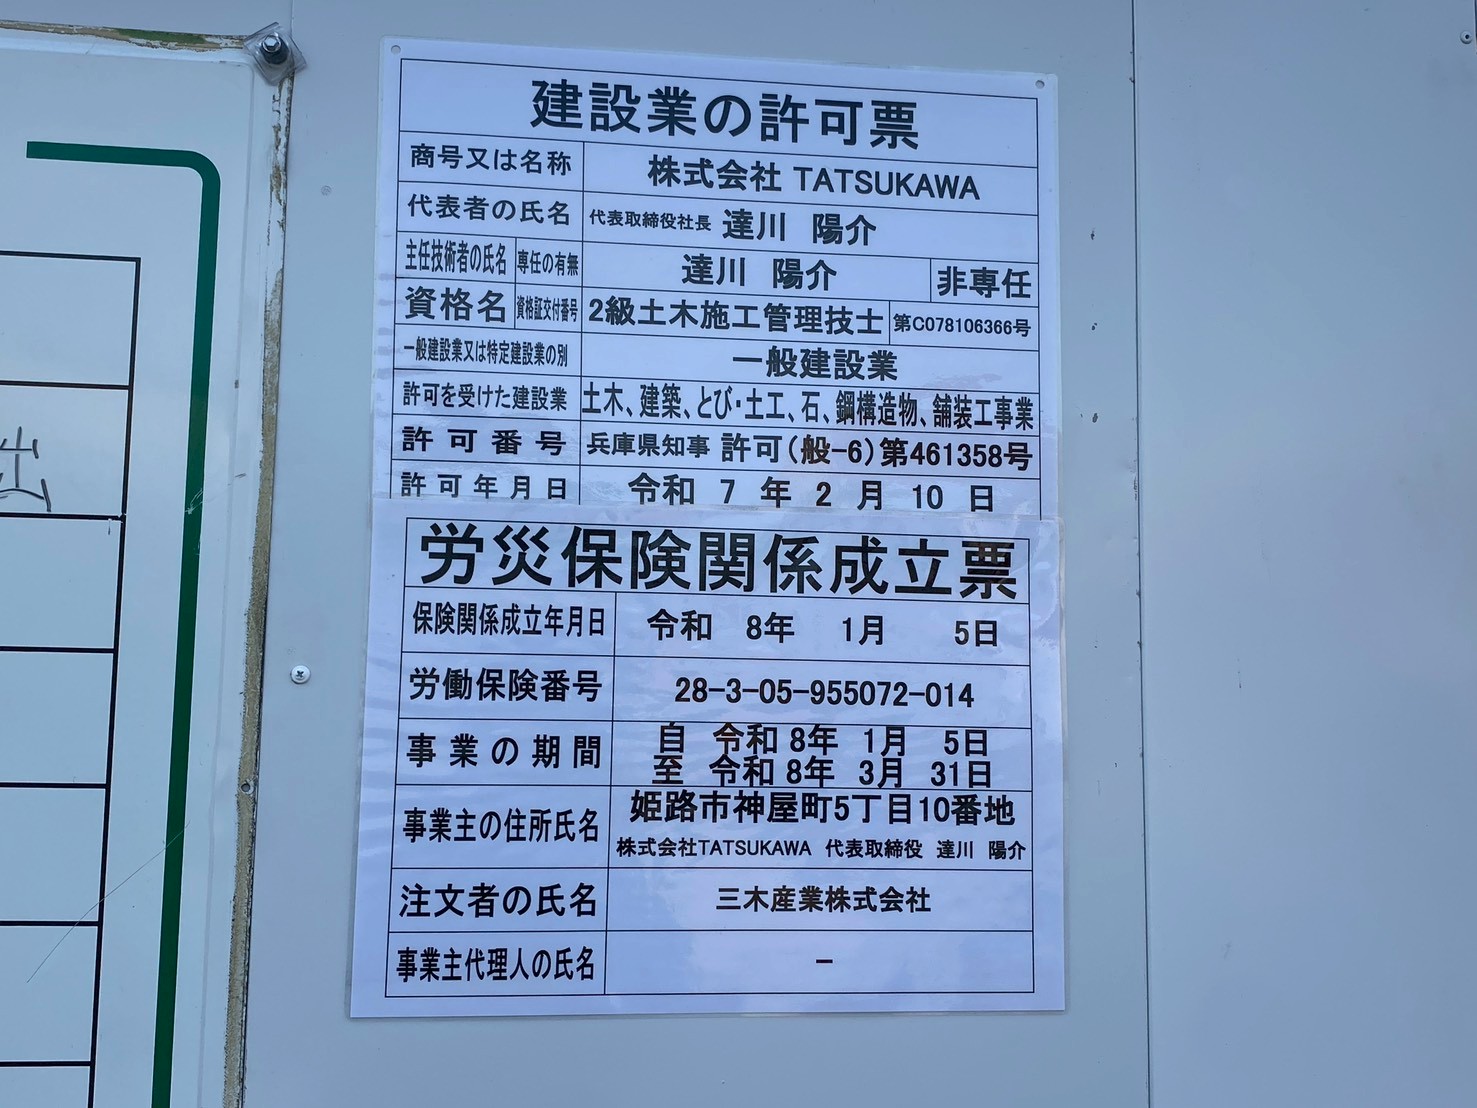 建設業の許可票
商号又は名称 株式会社 TATSUKAWA
代表者の氏名 代表取締役社長 達川 陽介
主任技術者の氏名 専任の有無 達川 陽介 非専任
資格名 資格証交付番号 2級土木施工管理技士 第C078106366号
一般建設業又は特定建設業の別 一般建設業
許可を受けた建設業 土木、建築、とび・土工、石、鋼構造物、舗装工事業
許可番号 兵庫県知事 許可(般-6)第461358号
許可年月日 令和 7 年 2 月 10 日
労災保険関係成立票
保険関係成立年月日 令和 8年 1月 5日
労働保険番号 28-3-05-955072-014
事業の期間 自 令和 8年 1月 5日
至 令和 8年 3月 31日
事業主の住所氏名 姫路市神屋町5丁目10番地
株式会社TATSUKAWA 代表取締役 達川 陽介
注文者の氏名 三木産業株式会社
事業主代理人の氏名 −